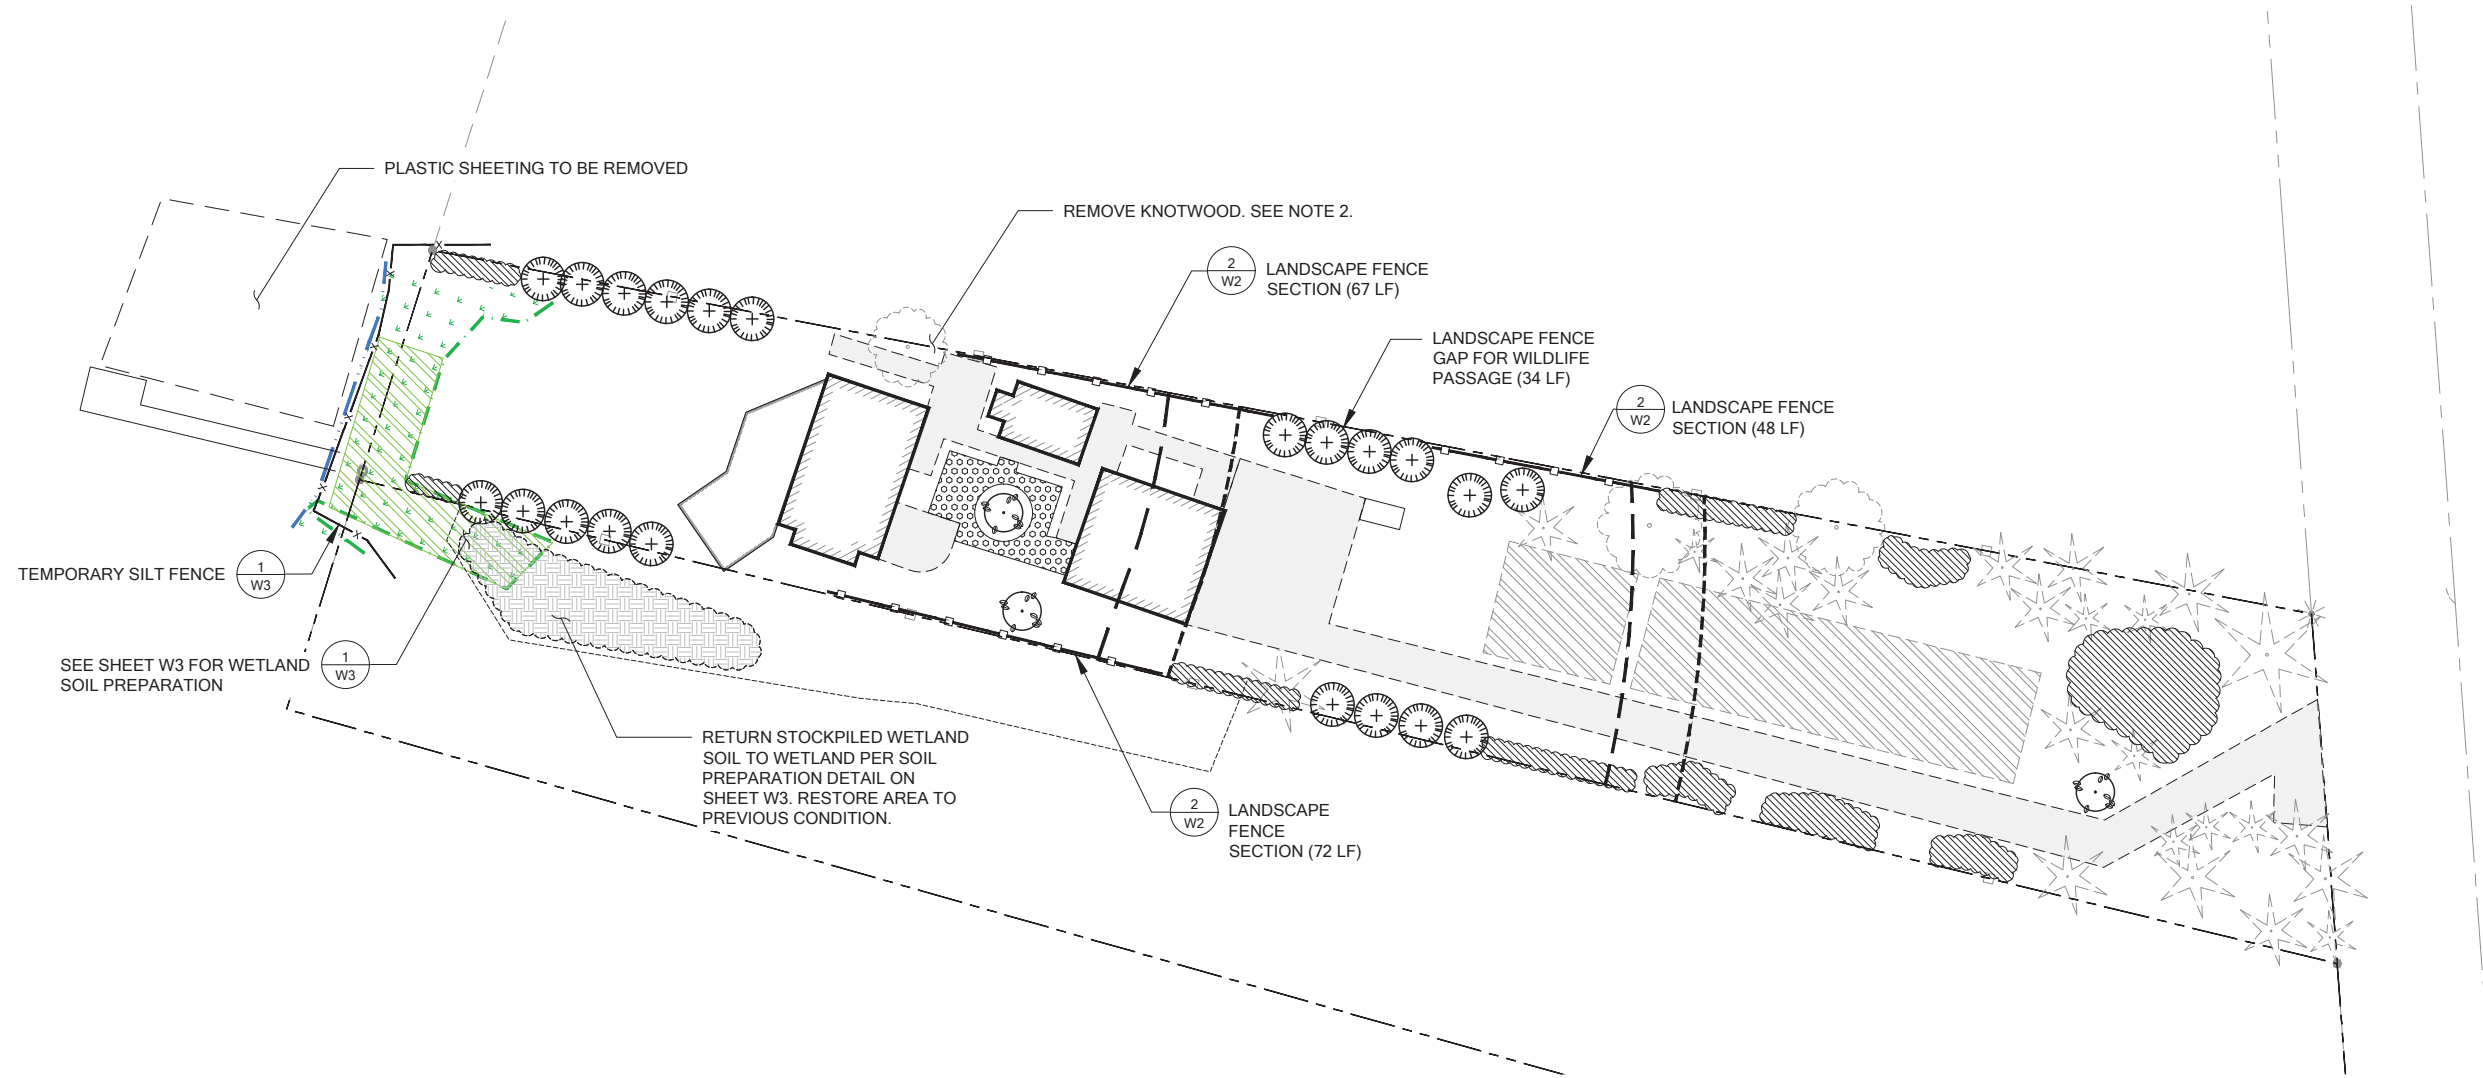 PLASTIC SHEETING TO BE REMOVED
REMOVE KNOTWOOD. SEE NOTE 2.
2
W2
LANDSCAPE FENCE
SECTION (67 LF)
LANDSCAPE FENCE
GAP FOR WILDLIFE
PASSAGE (34 LF)
2
W2
LANDSCAPE FENCE
SECTION (48 LF)
TEMPORARY SILT FENCE
1
W3
SEE SHEET W3 FOR WETLAND
SOIL PREPARATION
1
W3
RETURN STOCKPILED WETLAND
SOIL TO WETLAND PER SOIL
PREPARATION DETAIL ON
SHEET W3. RESTORE AREA TO
PREVIOUS CONDITION.
2
W2
LANDSCAPE
FENCE
SECTION (72 LF)